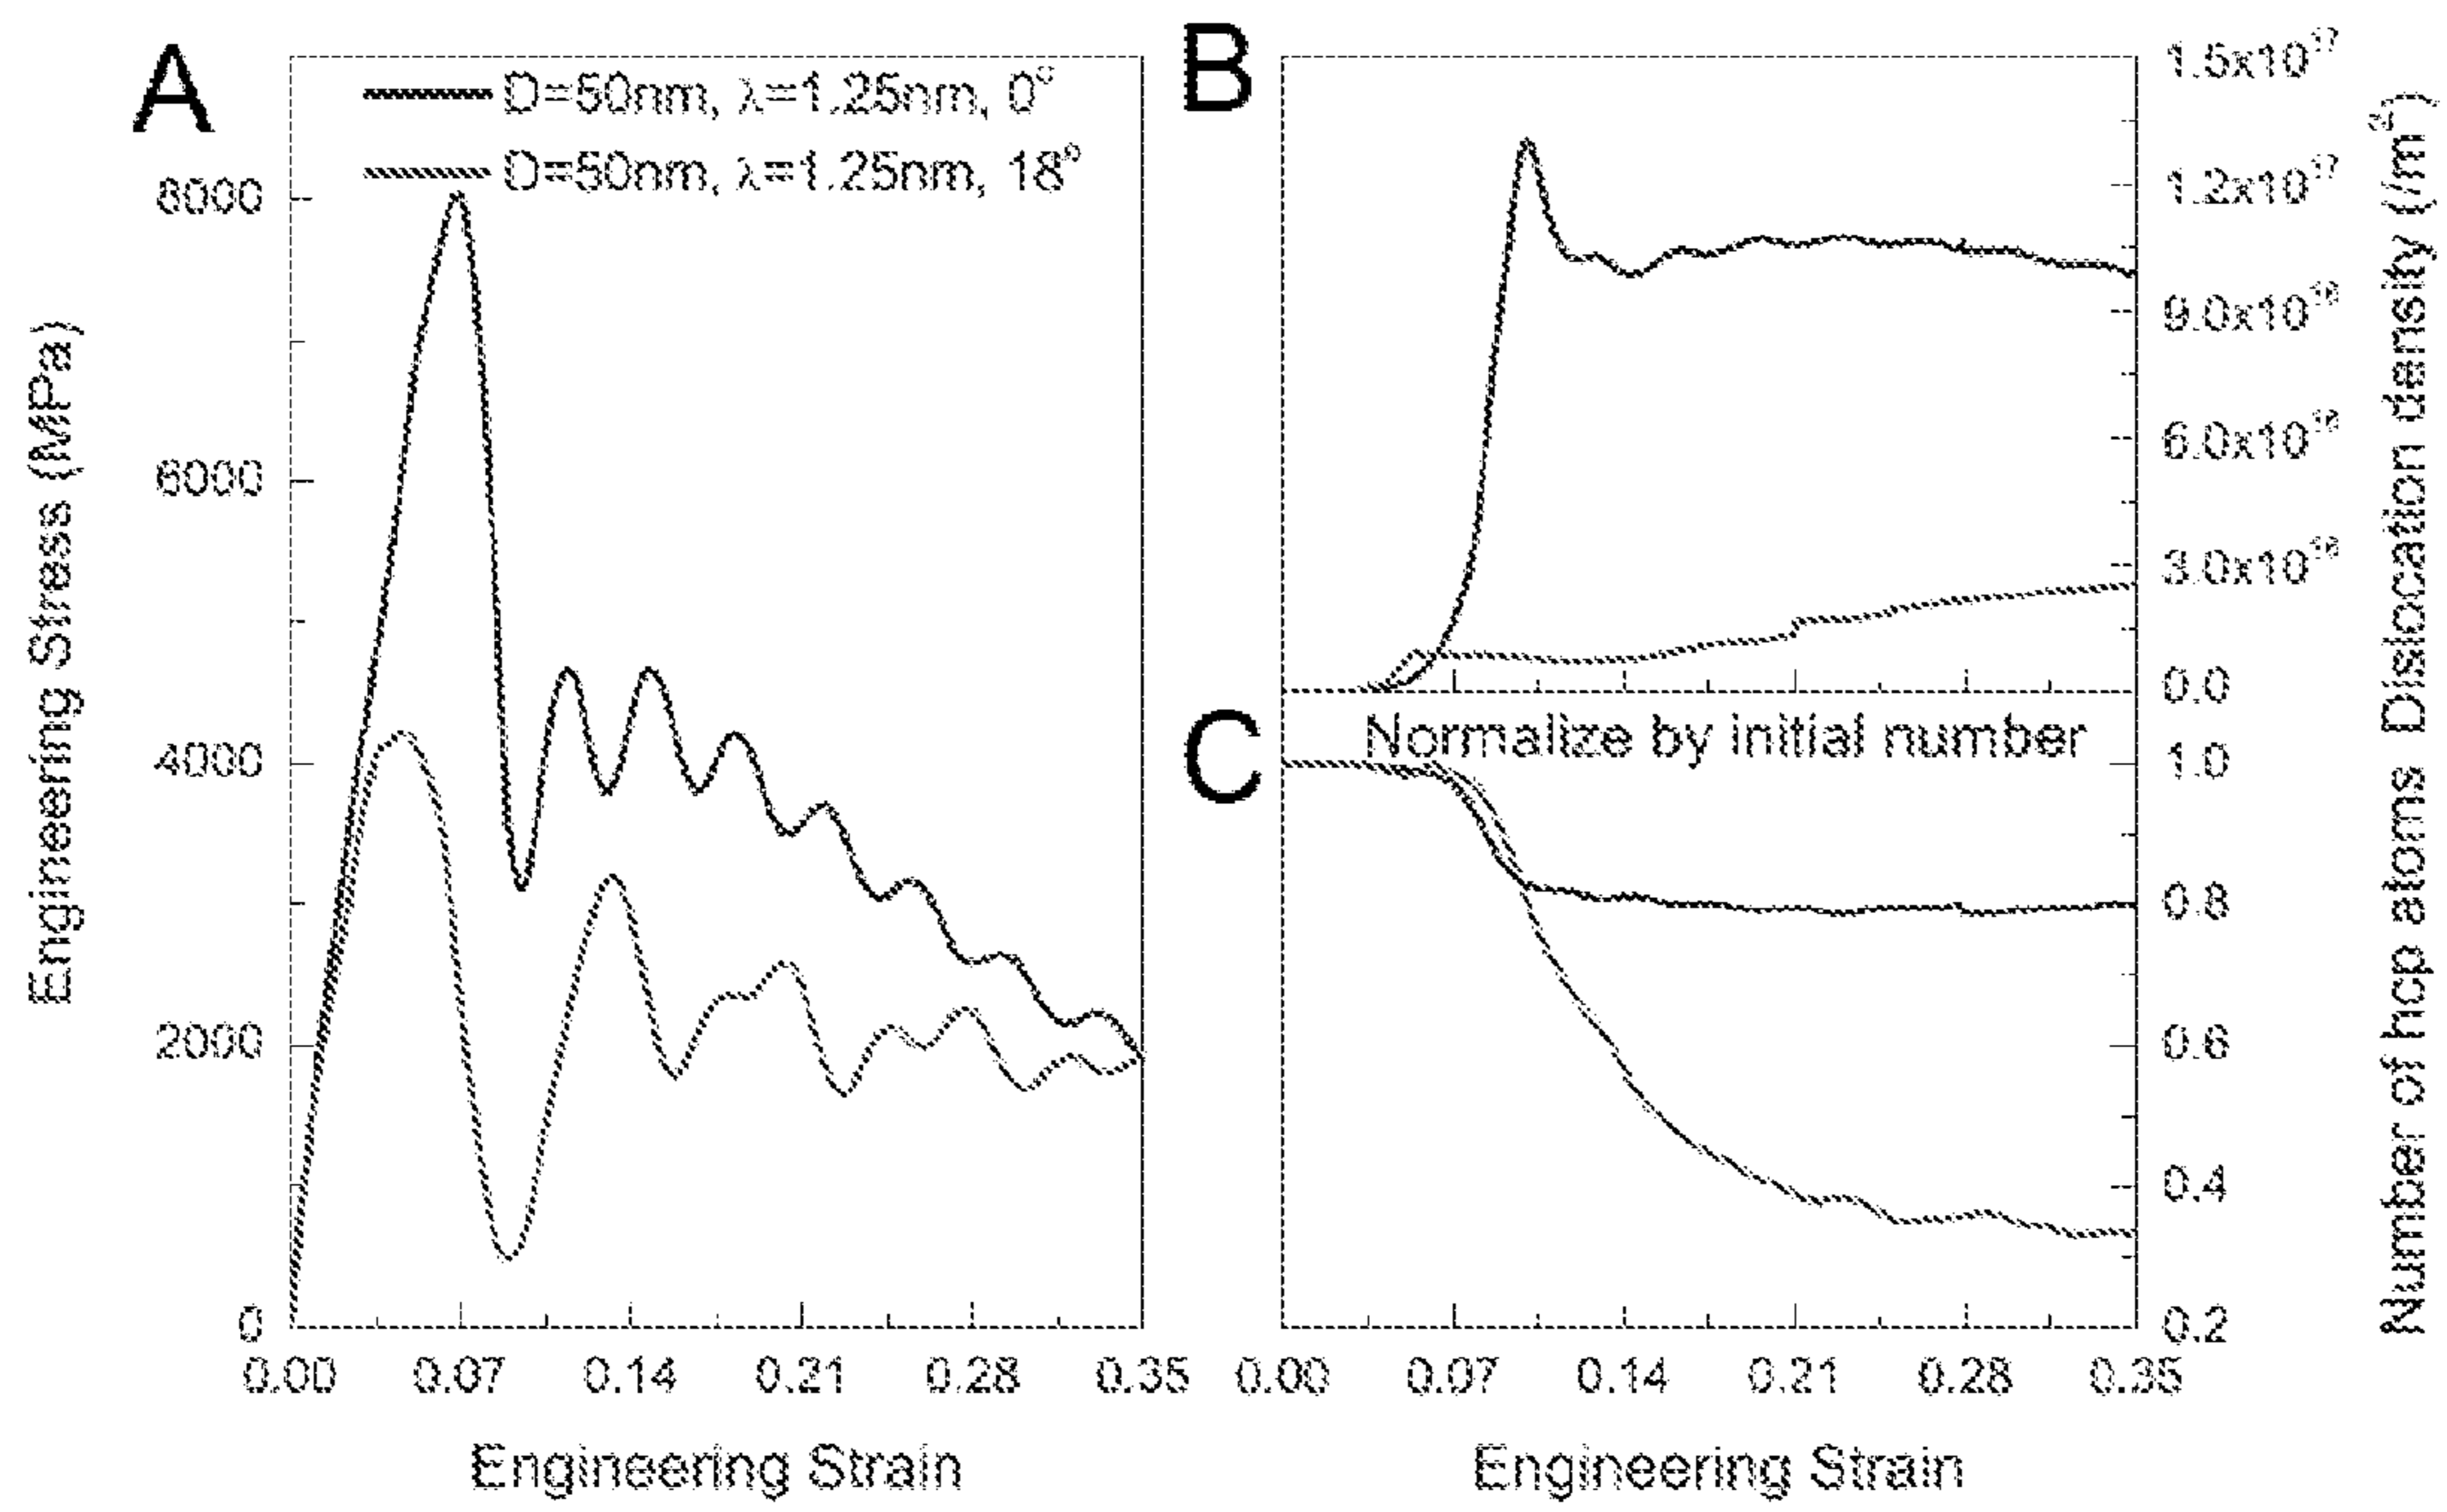 A
D=50nm, λ=1.25nm, 0°
D=50nm, λ=1.25nm, 18°
Engineering Stress (MPa)
8000
6000
4000
2000
0
0.00 0.07 0.14 0.21 0.28 0.35
Engineering Strain
B
1.5x10¹⁷
1.2x10¹⁷
9.0x10¹⁶
6.0x10¹⁶
3.0x10¹⁶
0.0
Dislocation density (/m²)
C
Normalize by initial number
1.0
0.8
0.6
0.4
0.2
Number of hcp atoms
0.00 0.07 0.14 0.21 0.28 0.35
Engineering Strain